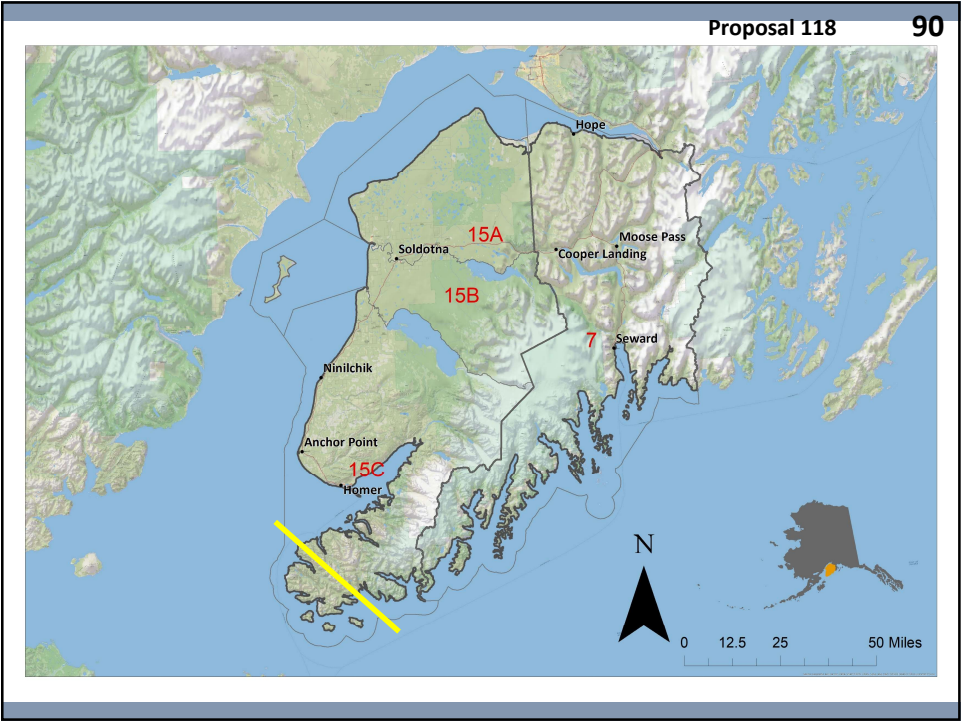 Proposal 118
90
Hope
15A
Moose Pass
Soldotna
Cooper Landing
15B
7
Seward
Ninilchik
Anchor Point
15C
Homer
N
0 12.5 25 50 Miles